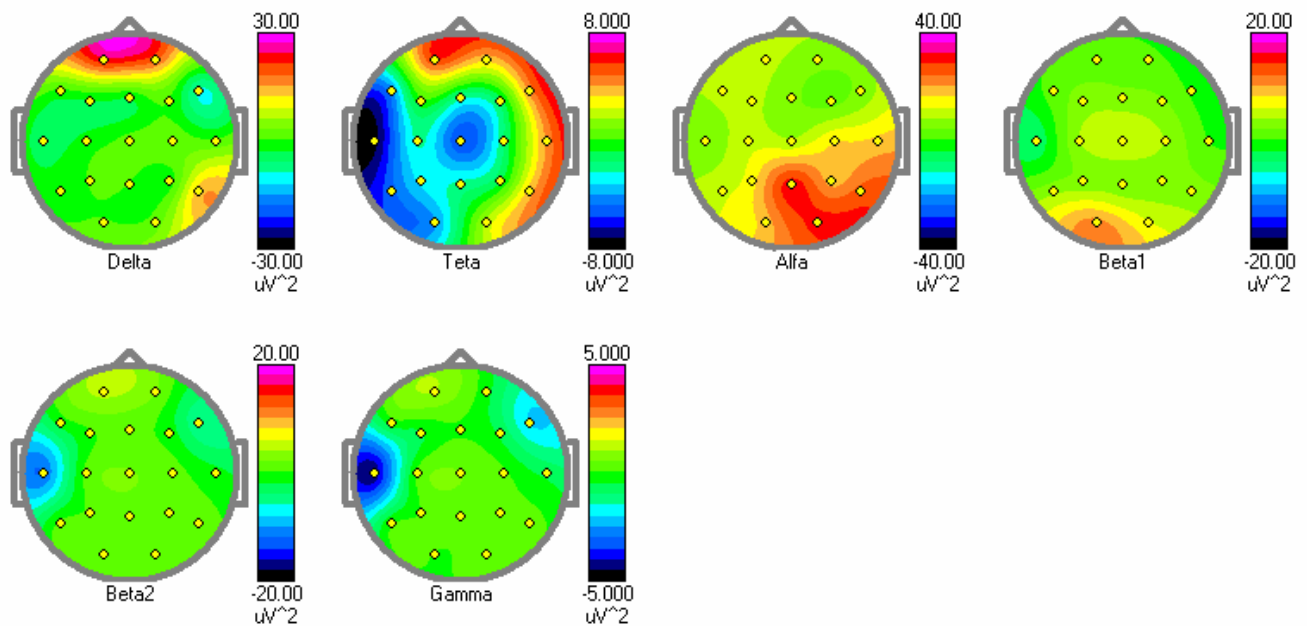 30.00
Delta
-30.00
uV^2
8.000
Teta
-8.000
uV^2
40.00
Alfa
-40.00
uV^2
20.00
Beta1
-20.00
uV^2
20.00
Beta2
-20.00
uV^2
5.000
Gamma
-5.000
uV^2